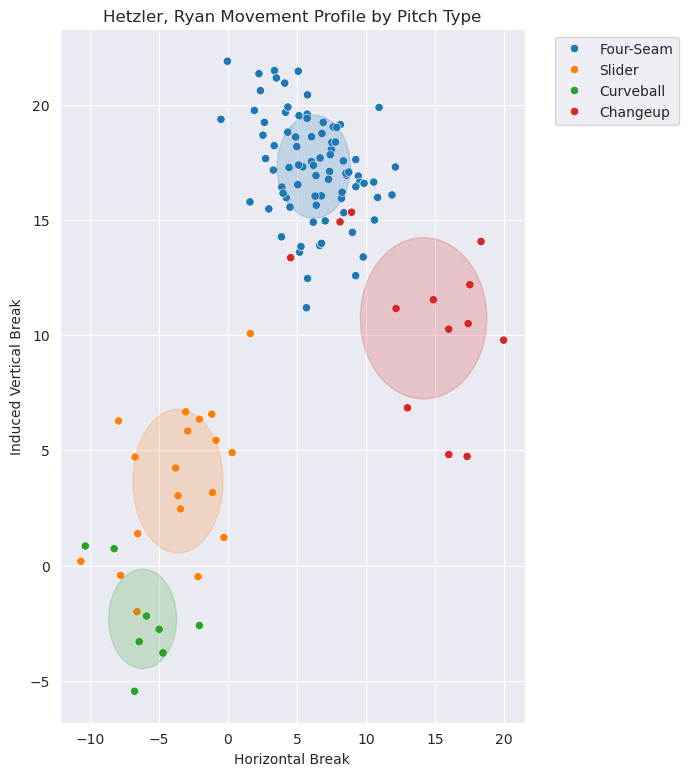 Hetzler, Ryan Movement Profile by Pitch Type
Four-Seam
Slider
Curveball
Changeup
Induced Vertical Break
20
15
10
5
0
−5
−10
−5
0
5
10
15
20
Horizontal Break